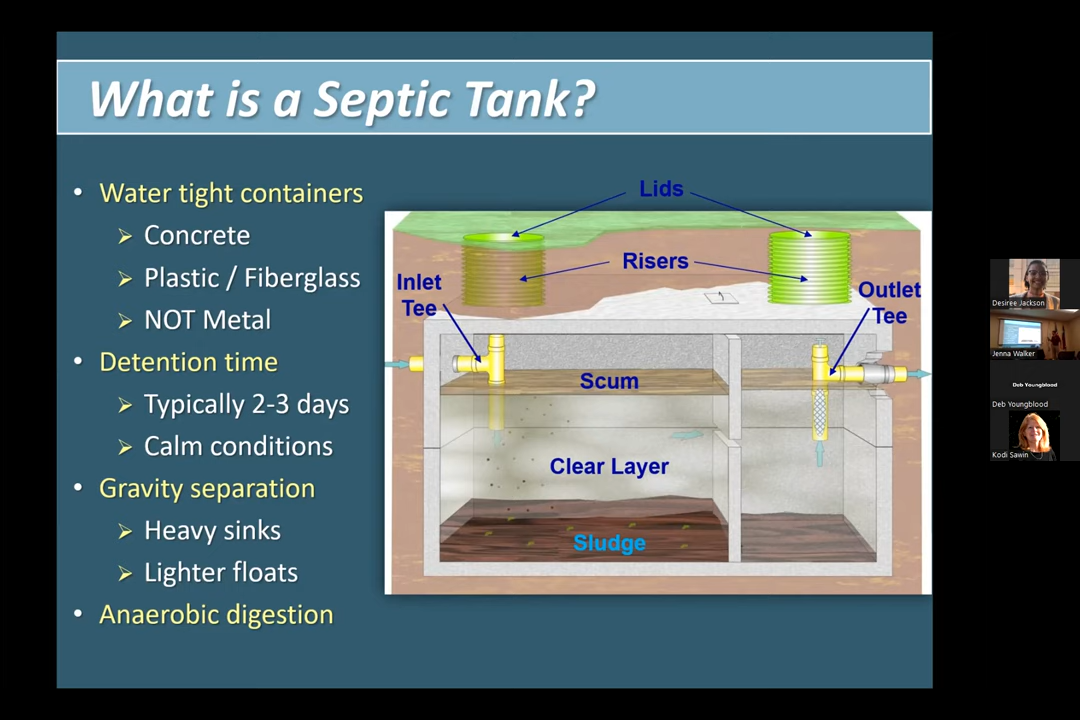 What is a Septic Tank?
Water tight containers
Concrete
Plastic / Fiberglass
NOT Metal
Detention time
Typically 2-3 days
Calm conditions
Gravity separation
Heavy sinks
Lighter floats
Anaerobic digestion
Lids
Risers
Inlet
Tee
Outlet
Tee
Scum
Clear Layer
Sludge
Desiree Jackson
Jenna Walker
Deb Youngblood
Deb Youngblood
Kodi Sawin